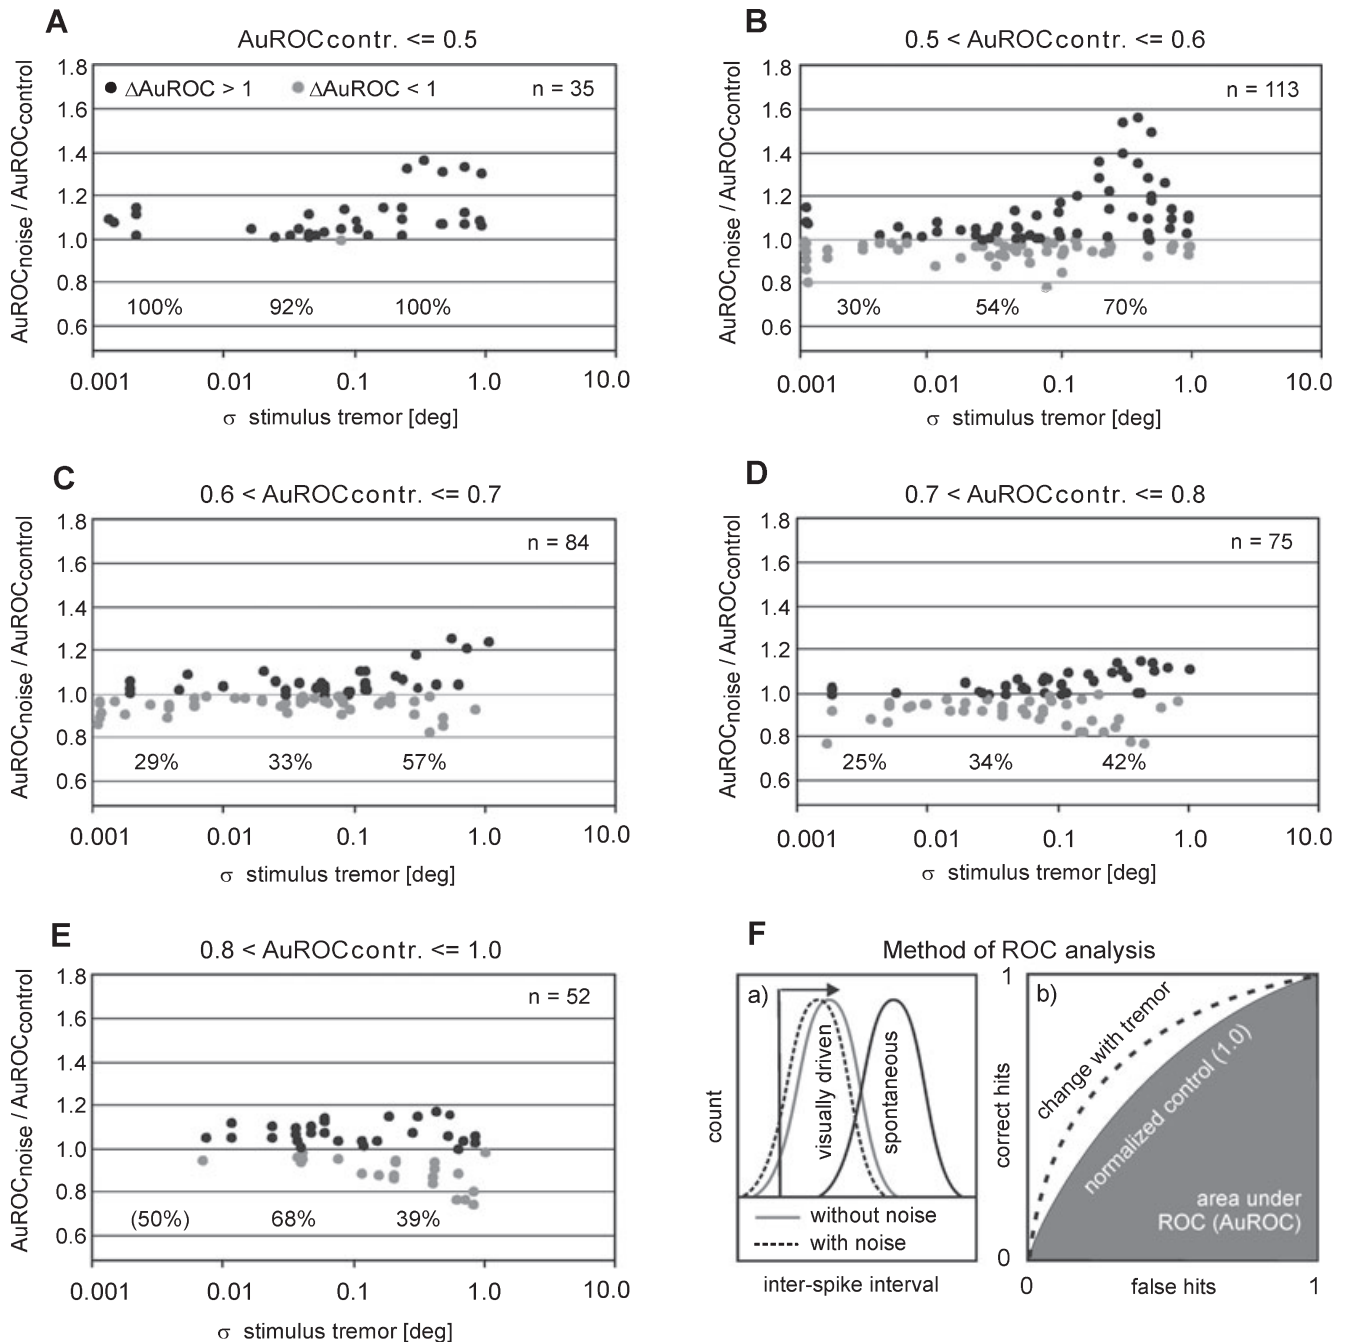 A
AuROCcontr. <= 0.5
AuROCnoise / AuROCcontrol
1.8
1.6
1.4
1.2
1.0
0.8
0.6
ΔAuROC > 1
ΔAuROC < 1
n = 35
100%
92%
100%
0.001
0.01
0.1
1.0
10.0
σ stimulus tremor [deg]
B
0.5 < AuROCcontr. <= 0.6
AuROCnoise / AuROCcontrol
1.8
1.6
1.4
1.2
1.0
0.8
0.6
n = 113
30%
54%
70%
0.001
0.01
0.1
1.0
10.0
σ stimulus tremor [deg]
C
0.6 < AuROCcontr. <= 0.7
AuROCnoise / AuROCcontrol
1.8
1.6
1.4
1.2
1.0
0.8
0.6
n = 84
29%
33%
57%
0.001
0.01
0.1
1.0
10.0
σ stimulus tremor [deg]
D
0.7 < AuROCcontr. <= 0.8
AuROCnoise / AuROCcontrol
1.8
1.6
1.4
1.2
1.0
0.8
0.6
n = 75
25%
34%
42%
0.001
0.01
0.1
1.0
10.0
σ stimulus tremor [deg]
E
0.8 < AuROCcontr. <= 1.0
AuROCnoise / AuROCcontrol
1.8
1.6
1.4
1.2
1.0
0.8
0.6
n = 52
(50%)
68%
39%
0.001
0.01
0.1
1.0
10.0
σ stimulus tremor [deg]
F
Method of ROC analysis
a)
count
visually driven
spontaneous
without noise
with noise
inter-spike interval
b)
1
correct hits
0
change with tremor
normalized control (1.0)
area under
ROC (AuROC)
0
false hits
1